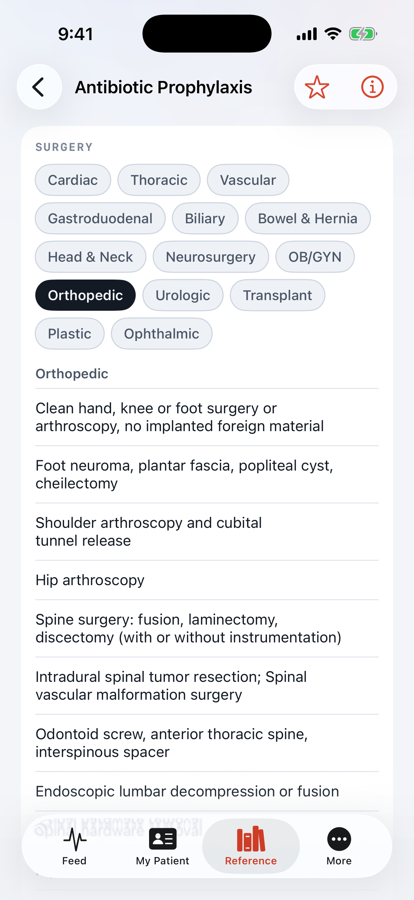 9:41
Antibiotic Prophylaxis
SURGERY
Cardiac
Thoracic
Vascular
Gastroduodenal
Biliary
Bowel & Hernia
Head & Neck
Neurosurgery
OB/GYN
Orthopedic
Urologic
Transplant
Plastic
Ophthalmic
Orthopedic
Clean hand, knee or foot surgery or
arthroscopy, no implanted foreign material
Foot neuroma, plantar fascia, popliteal cyst,
cheilectomy
Shoulder arthroscopy and cubital
tunnel release
Hip arthroscopy
Spine surgery: fusion, laminectomy,
discectomy (with or without instrumentation)
Intradural spinal tumor resection; Spinal
vascular malformation surgery
Odontoid screw, anterior thoracic spine,
interspinous spacer
Endoscopic lumbar decompression or fusion
Feed
My Patient
Reference
More